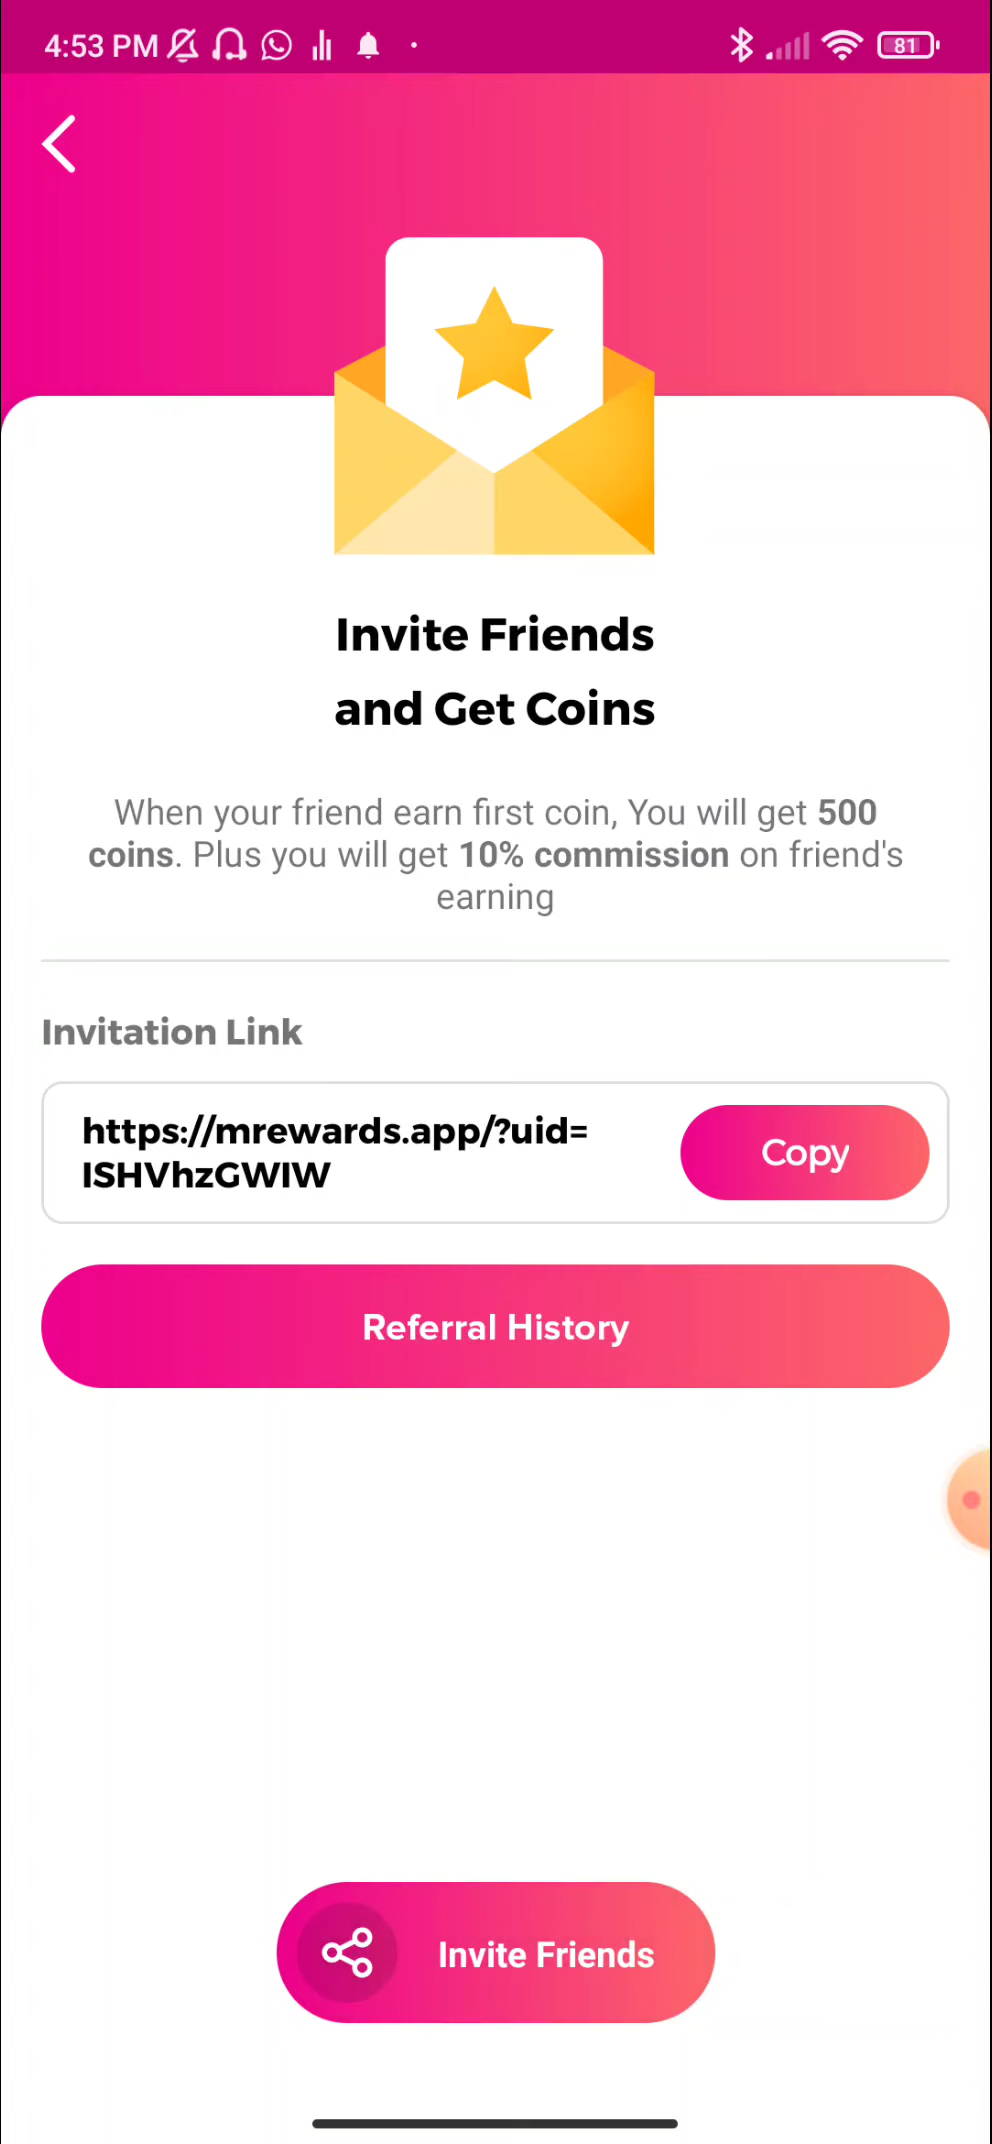 4:53 PM
81
Invite Friends
and Get Coins
When your friend earn first coin, You will get 500
coins. Plus you will get 10% commission on friend's
earning
Invitation Link
https://mrewards.app/?uid=
ISHVhzGWIW
Copy
Referral History
Invite Friends